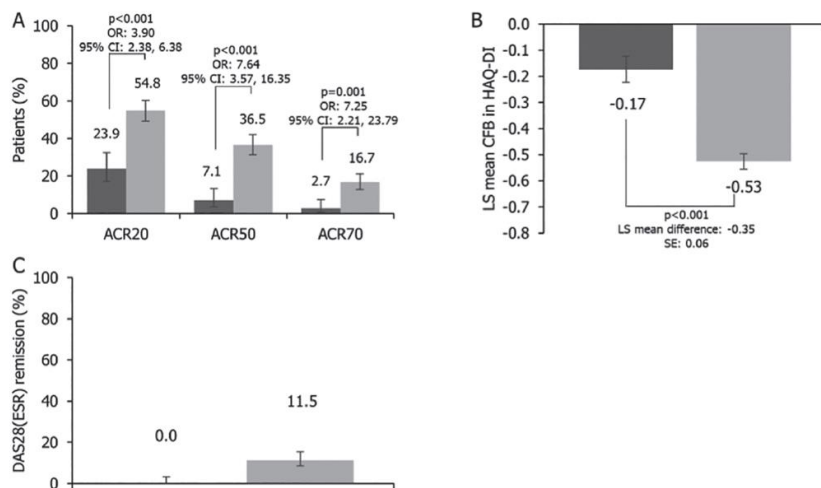 A
p<0.001
OR: 3.90
95% CI: 2.38, 6.38
p<0.001
OR: 7.64
95% CI: 3.57, 16.35
p=0.001
OR: 7.25
95% CI: 2.21, 23.79
Patients (%)
100
80
60
40
20
0
23.9
54.8
7.1
36.5
2.7
16.7
ACR20
ACR50
ACR70
B
LS mean CFB in HAQ-DI
0.0
-0.1
-0.2
-0.3
-0.4
-0.5
-0.6
-0.7
-0.8
-0.17
-0.53
p<0.001
LS mean difference: -0.35
SE: 0.06
C
DAS28(ESR) remission (%)
100
80
60
40
20
0
0.0
11.5